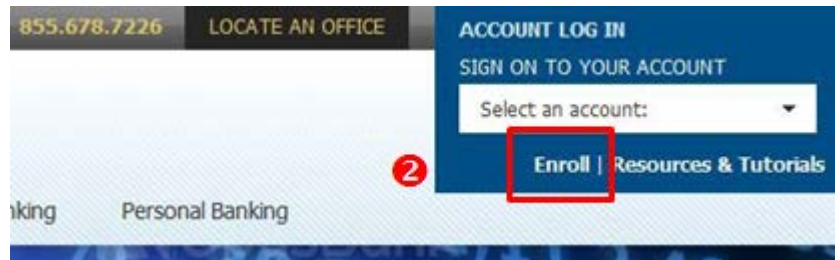 855.678.7226 LOCATE AN OFFICE
ACCOUNT LOG IN
SIGN ON TO YOUR ACCOUNT
Select an account:
2
Enroll | Resources & Tutorials
Personal Banking